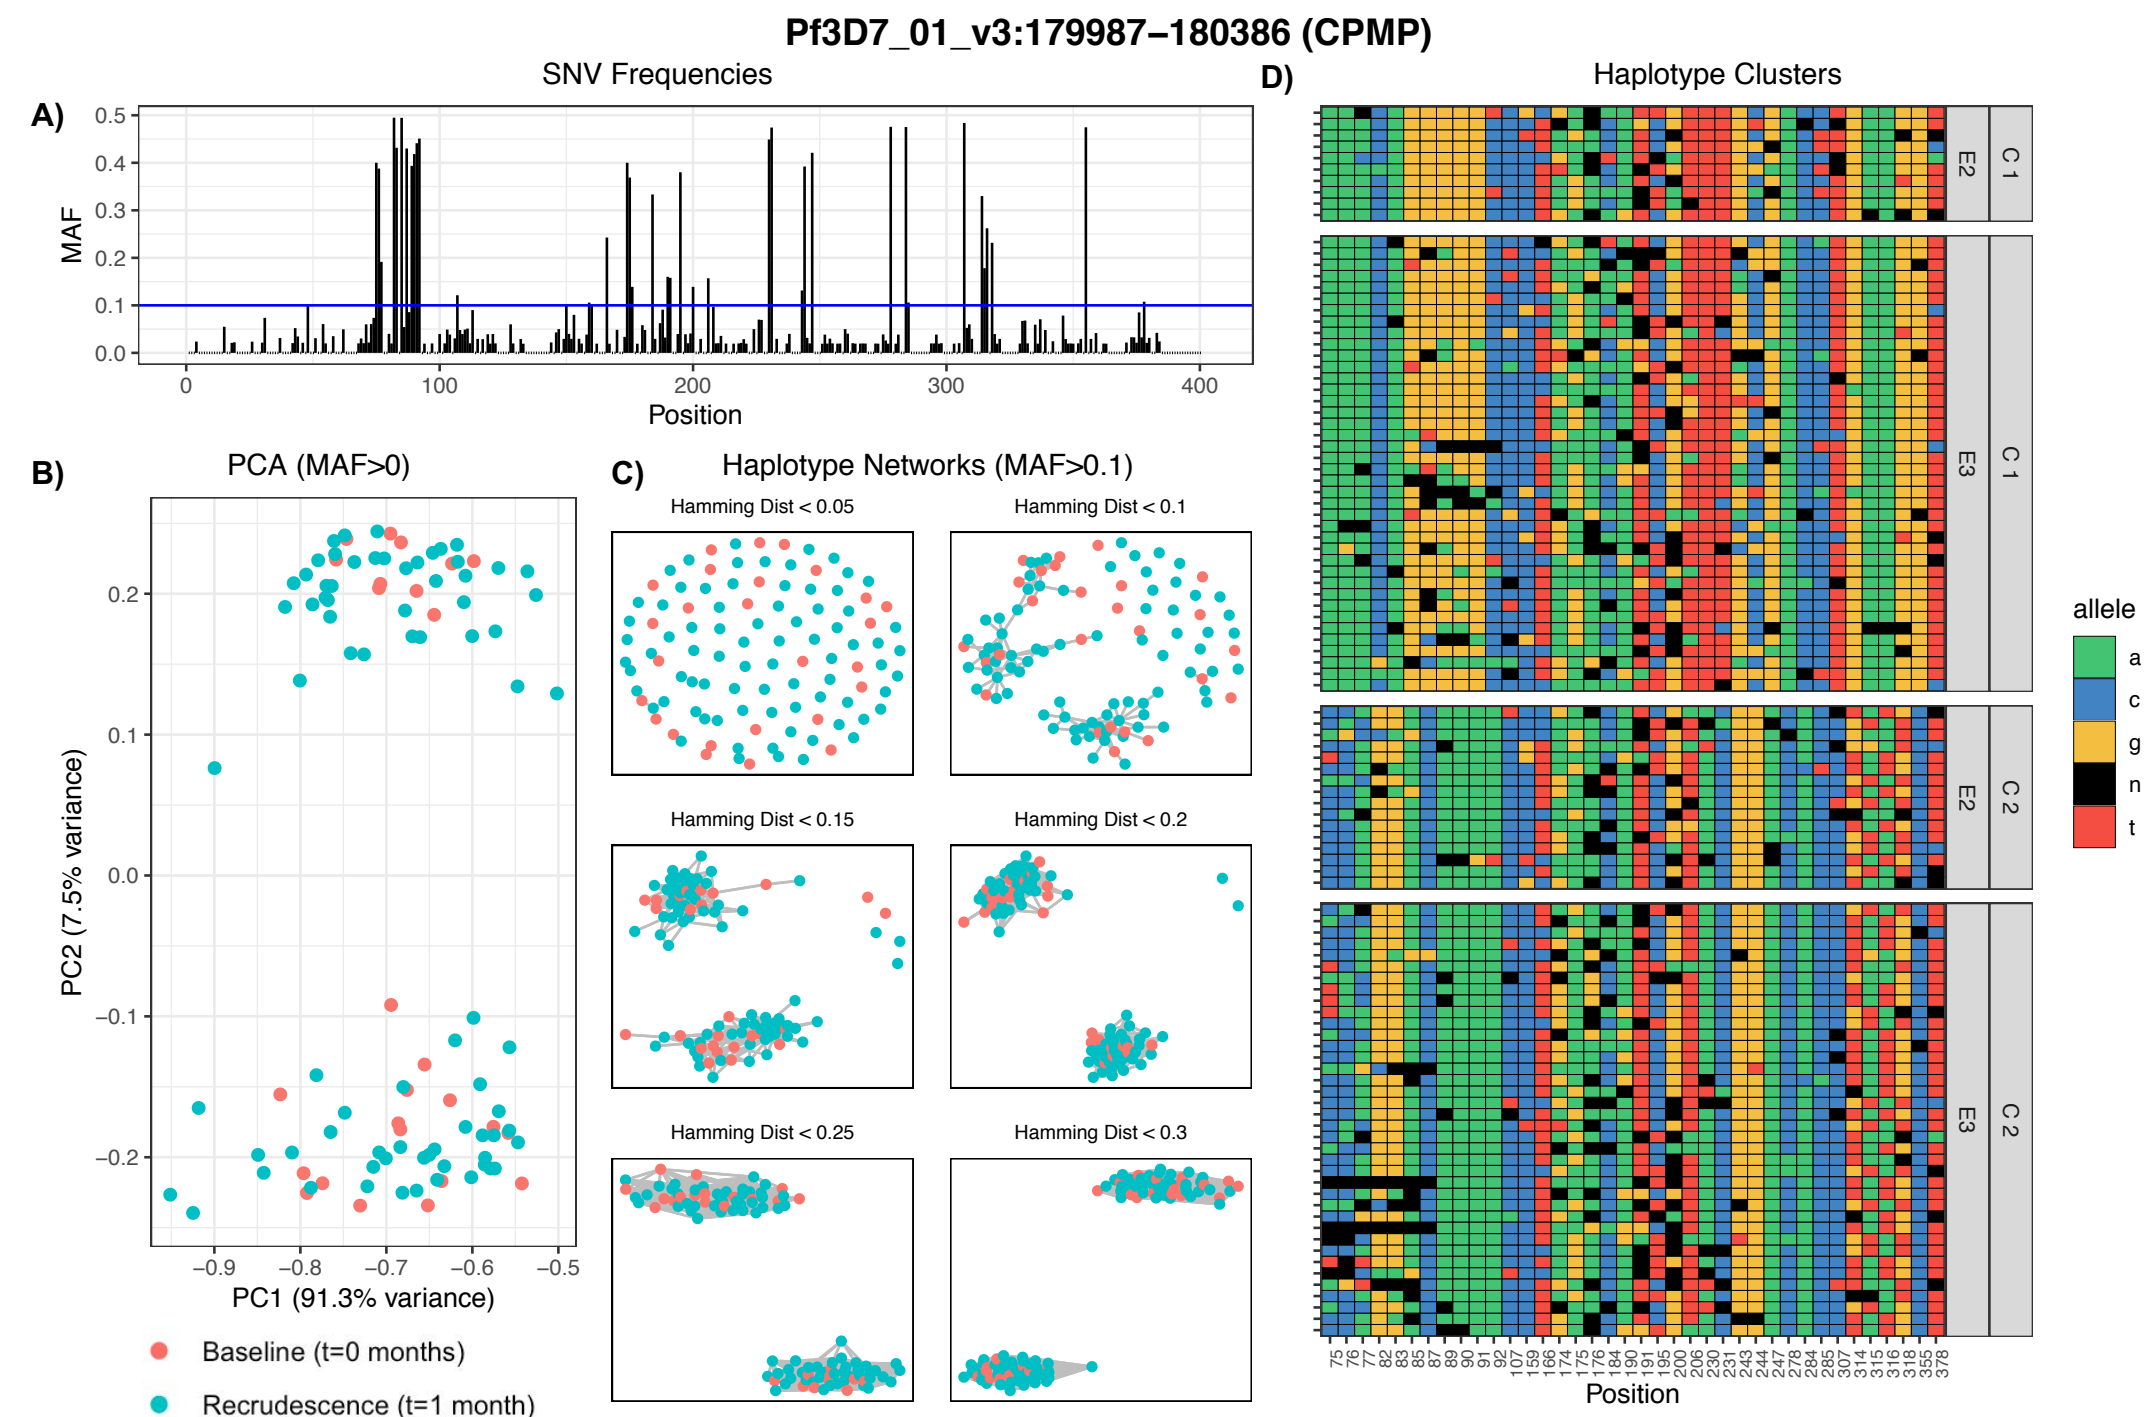 Pf3D7_01_v3:179987–180386 (CPMP)
A)
SNV Frequencies
MAF
0.5
0.4
0.3
0.2
0.1
0.0
0 100 200 300 400
Position
B)
PCA (MAF>0)
PC2 (7.5% variance)
0.2
0.1
0.0
−0.1
−0.2
−0.9 −0.8 −0.7 −0.6 −0.5
PC1 (91.3% variance)
Baseline (t=0 months)
Recrudescence (t=1 month)
C)
Haplotype Networks (MAF>0.1)
Hamming Dist < 0.05
Hamming Dist < 0.1
Hamming Dist < 0.15
Hamming Dist < 0.2
Hamming Dist < 0.25
Hamming Dist < 0.3
D)
Haplotype Clusters
E2 C 1
E3 C 1
E2 C 2
E3 C 2
75 76 77 82 83 85 87 89 90 91 92 107 159 166 174 175 176 184 190 191 195 200 206 230 231 243 244 247 278 284 285 307 314 315 316 318 355 378
Position
allele
a
c
g
n
t